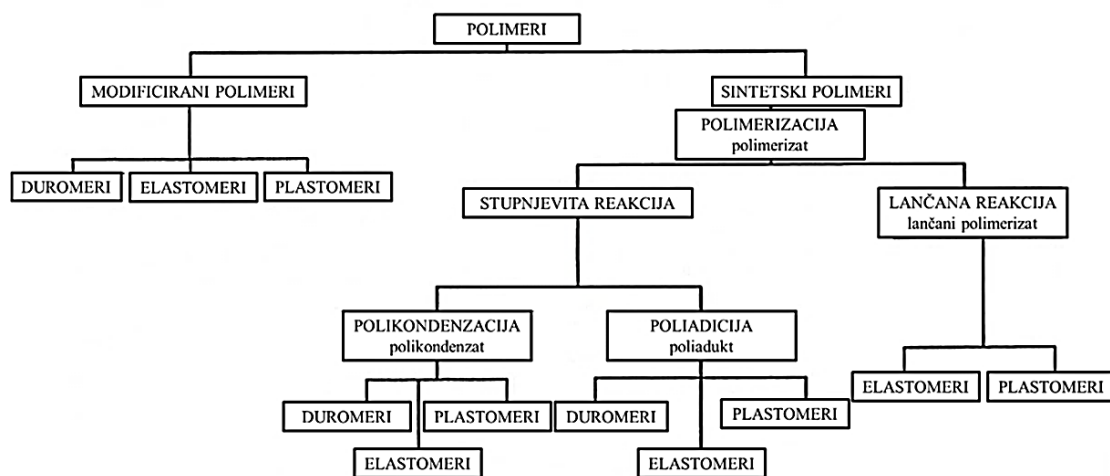 POLIMERI
MODIFICIRANI POLIMERI
SINTETSKI POLIMERI
POLIMERIZACIJA
polimerizat
DUROMERI
ELASTOMERI
PLASTOMERI
STUPNJEVITA REAKCIJA
LANČANA REAKCIJA
lančani polimerizat
POLIKONDENZACIJA
polikondenzat
POLIADICIJA
poliadukt
ELASTOMERI
PLASTOMERI
DUROMERI
PLASTOMERI
DUROMERI
PLASTOMERI
ELASTOMERI
ELASTOMERI